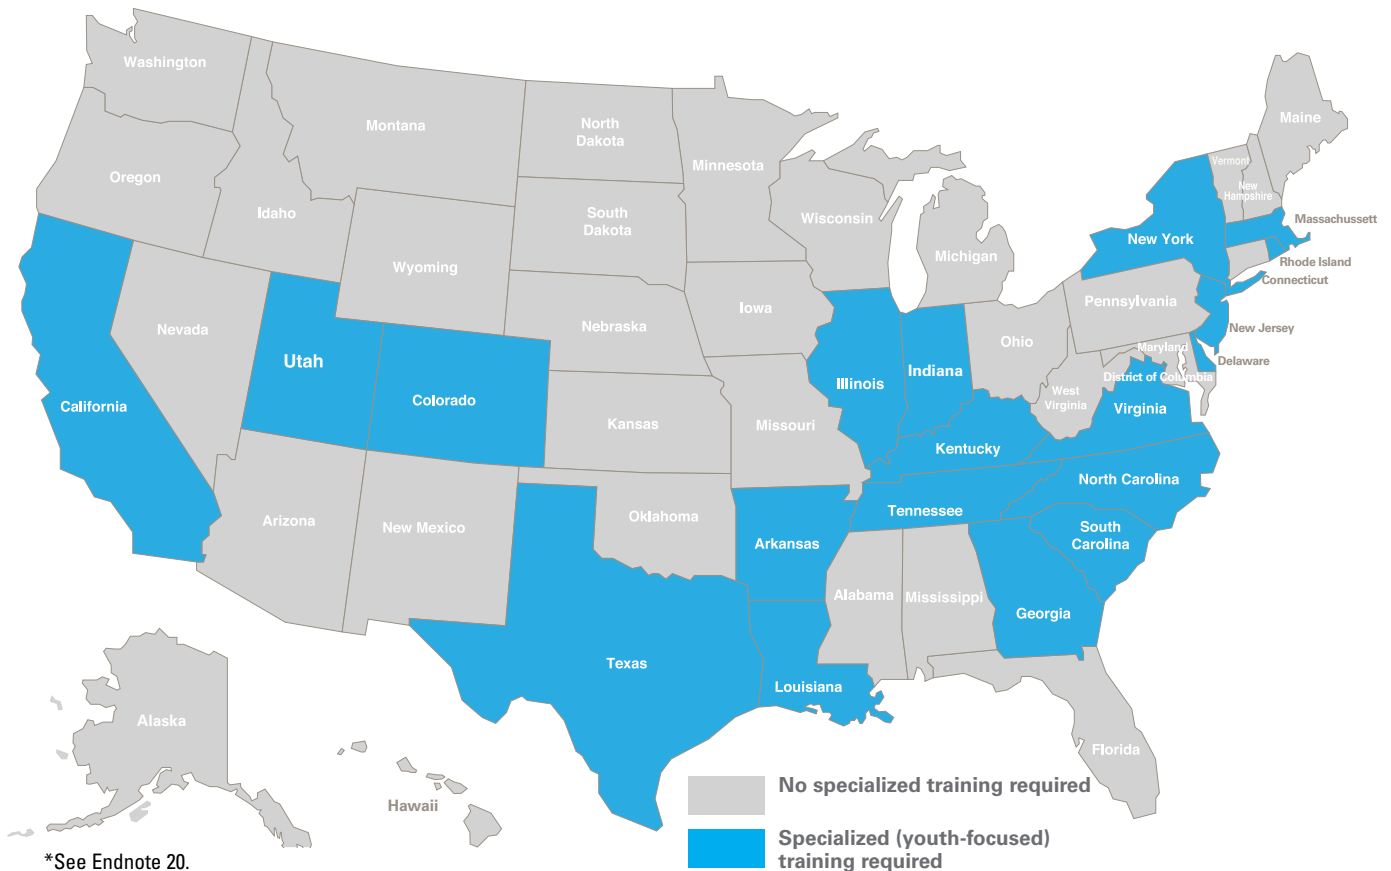 Washington
Montana
North
Dakota
Minnesota
Maine
Oregon
Idaho
Vermont
New
Hampshire
Wisconsin
South
Dakota
Massachussett
New York
Wyoming
Michigan
Rhode Island
Connecticut
Pennsylvania
Iowa
Nevada
Nebraska
New Jersey
Ohio
Maryland
Utah
Delaware
Indiana
District of Columbia
Illinois
West
Virginia
Colorado
California
Virginia
Kansas
Missouri
Kentucky
North Carolina
Tennessee
Arizona
New Mexico
Oklahoma
South
Carolina
Arkansas
Alabama
Mississippi
Georgia
Texas
Louisiana
Alaska
Florida
Hawaii
No specialized training required
Specialized (youth-focused)
training required
*See Endnote 20.